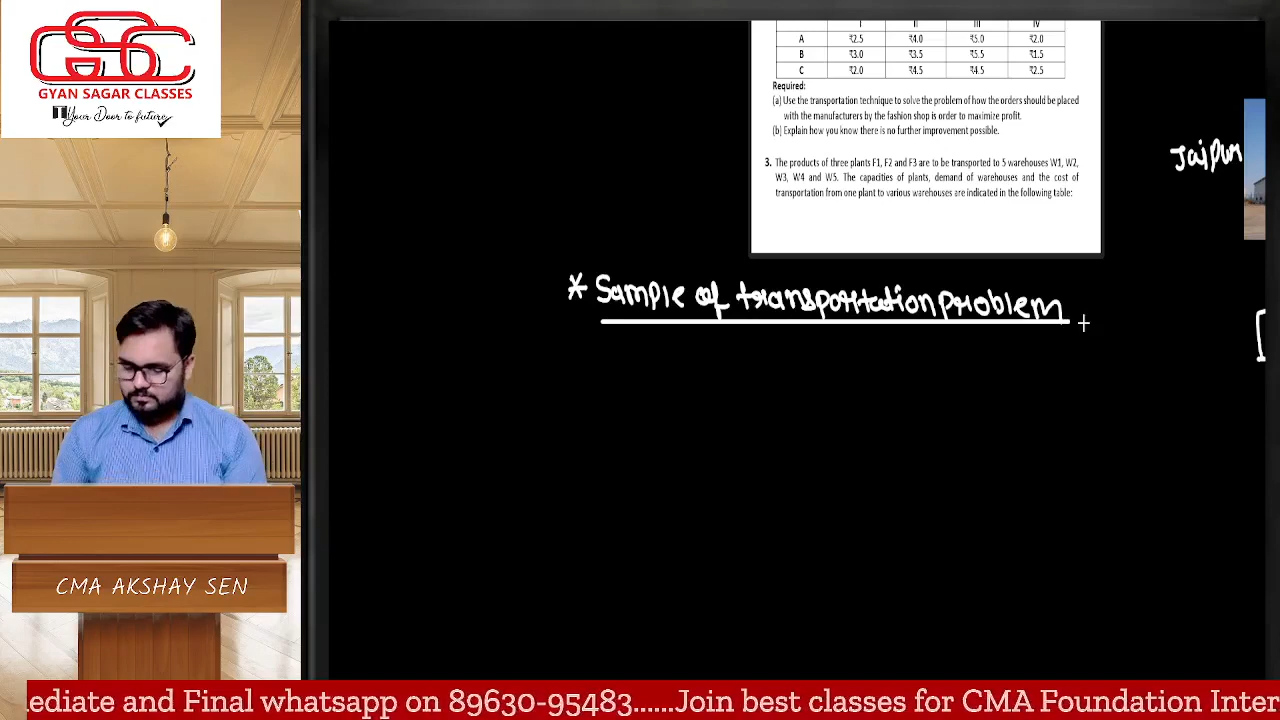 GSC
GYAN SAGAR CLASSES
Your Door to future
I II III IV
A ₹2.5 ₹4.0 ₹5.0 ₹2.0
B ₹3.0 ₹3.5 ₹5.5 ₹1.5
C ₹2.0 ₹4.5 ₹4.5 ₹2.5
Required:
(a) Use the transportation technique to solve the problem of how the orders should be placed
with the manufacturers by the fashion shop is order to maximize profit.
(b) Explain how you know there is no further improvement possible.
3. The products of three plants F1, F2 and F3 are to be transported to 5 warehouses W1, W2,
W3, W4 and W5. The capacities of plants, demand of warehouses and the cost of
transportation from one plant to various warehouses are indicated in the following table:
Jaipur
* Sample of transportation problem
CMA AKSHAY SEN
ediate and Final whatsapp on 89630-95483......Join best classes for CMA Foundation Inter